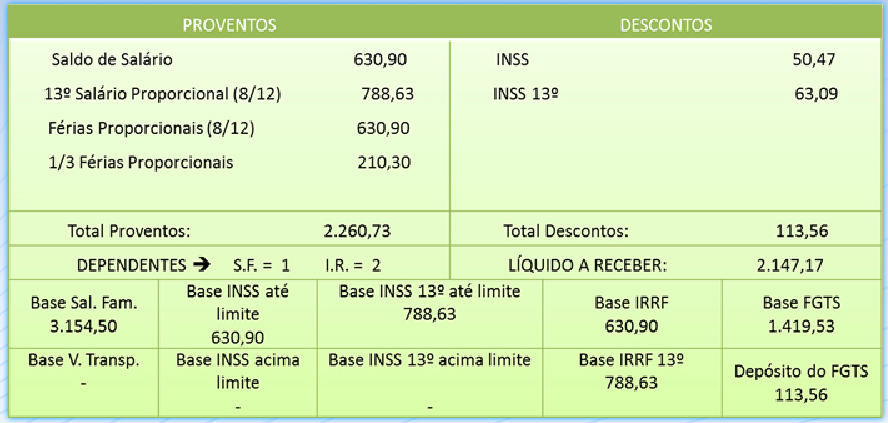 PROVENTOS DESCONTOS
Saldo de Salário 630,90 INSS 50,47
13º Salário Proporcional (8/12) 788,63 INSS 13º 63,09
Férias Proporcionais (8/12) 630,90
1/3 Férias Proporcionais 210,30
Total Proventos: 2.260,73 Total Descontos: 113,56
DEPENDENTES ➔ S.F. = 1 I.R. = 2 LÍQUIDO A RECEBER: 2.147,17
Base Sal. Fam.
3.154,50
Base INSS até
limite
630,90
Base INSS 13º até limite
788,63
Base IRRF
630,90
Base FGTS
1.419,53
Base V. Transp.
-
Base INSS acima
limite
-
Base INSS 13º acima limite
-
Base IRRF 13º
788,63
Depósito do FGTS
113,56